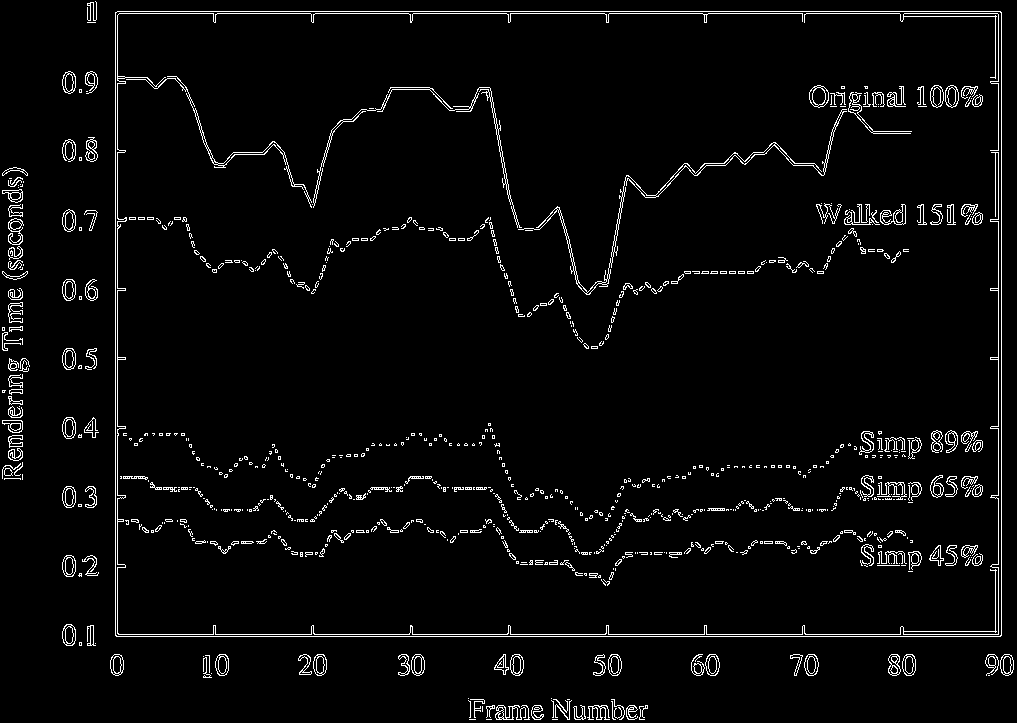 1
0.9
0.8
0.7
0.6
0.5
0.4
0.3
0.2
0.1
Rendering Time (seconds)
Original 100%
Walked 151%
Simp 89%
Simp 65%
Simp 45%
0 10 20 30 40 50 60 70 80 90
Frame Number